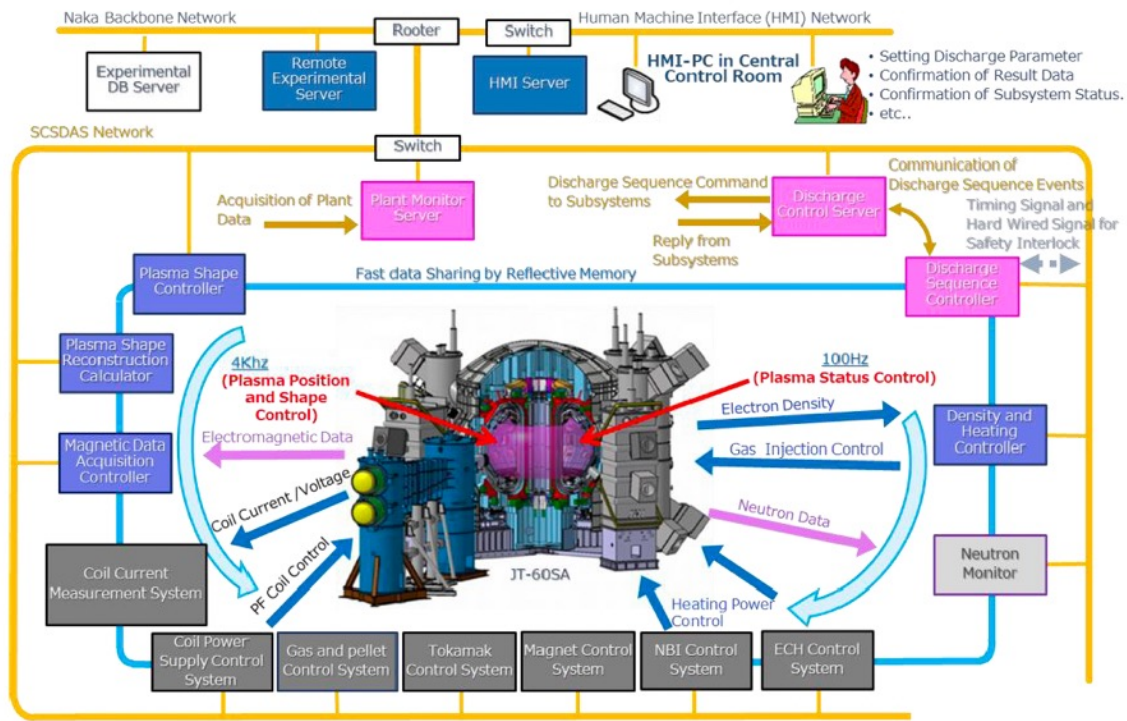 Naka Backbone Network
Human Machine Interface (HMI) Network
Rooter
Switch
Experimental
DB Server
Remote
Experimental
Server
HMI Server
HMI-PC in Central
Control Room
• Setting Discharge Parameter
• Confirmation of Result Data
• Confirmation of Subsystem Status.
• etc..
SCSDAS Network
Switch
Acquisition of Plant
Data
Plant Monitor
Server
Discharge Sequence Command
to Subsystems
Reply from
Subsystems
Discharge
Control Server
Communication of
Discharge Sequence Events
Timing Signal and
Hard Wired Signal for
Safety Interlock
Plasma Shape
Controller
Fast data Sharing by Reflective Memory
Discharge
Sequence
Controller
Plasma Shape
Reconstruction
Calculator
4Khz
(Plasma Position
and Shape
Control)
100Hz
(Plasma Status Control)
Magnetic Data
Acquisition
Controller
Electromagnetic Data
Electron Density
Density and
Heating
Controller
Gas Injection Control
Coil Current /Voltage
Neutron Data
Coil Current
Measurement System
PF Coil Control
JT-60SA
Neutron
Monitor
Heating Power
Control
Coil Power
Supply Control
System
Gas and pellet
Control System
Tokamak
Control System
Magnet Control
System
NBI Control
System
ECH Control
System